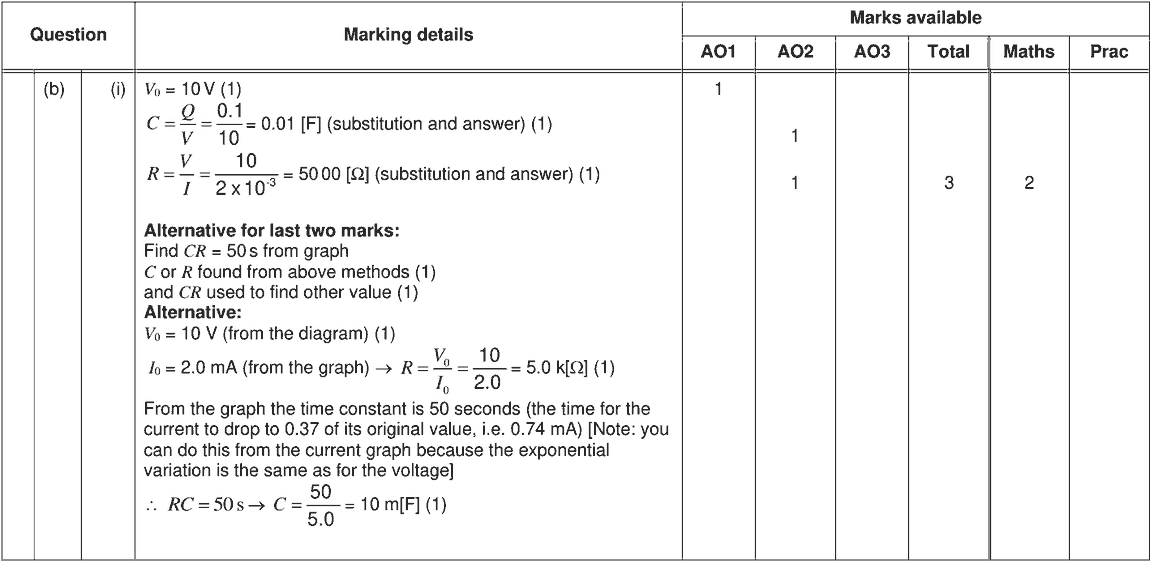 Question Marking details Marks available
AO1 AO2 AO3 Total Maths Prac
(b) (i) V₀ = 10 V (1) 1
C = Q/V = 0.1/10 = 0.01 [F] (substitution and answer) (1) 1
R = V/I = 10/2 x 10⁻³ = 50 00 [Ω] (substitution and answer) (1) 1 3 2
Alternative for last two marks:
Find CR = 50 s from graph
C or R found from above methods (1)
and CR used to find other value (1)
Alternative:
V₀ = 10 V (from the diagram) (1)
I₀ = 2.0 mA (from the graph) → R = V₀/I₀ = 10/2.0 = 5.0 k[Ω] (1)
From the graph the time constant is 50 seconds (the time for the
current to drop to 0.37 of its original value, i.e. 0.74 mA) [Note: you
can do this from the current graph because the exponential
variation is the same as for the voltage]
∴ RC = 50 s → C = 50/5.0 = 10 m[F] (1)